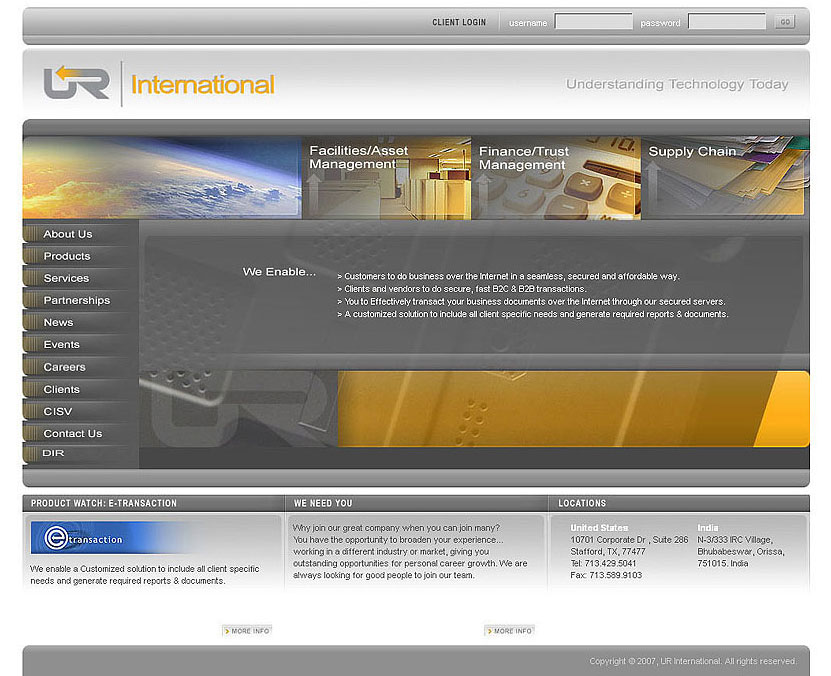 CLIENT LOGIN username password GO
UR International
Understanding Technology Today
Facilities/Asset
Management
Finance/Trust
Management
Supply Chain
About Us
Products
Services
Partnerships
News
Events
Careers
Clients
CISV
Contact Us
DIR
We Enable...
> Customers to do business over the Internet in a seamless, secured and affordable way.
> Clients and vendors to do secure, fast B2C & B2B transactions.
> You to Effectively transact your business documents over the Internet through our secured servers.
> A customized solution to include all client specific needs and generate required reports & documents.
UR
PRODUCT WATCH: E-TRANSACTION
e transaction
We enable a Customized solution to include all client specific
needs and generate required reports & documents.
> MORE INFO
WE NEED YOU
Why join our great company when you can join many?
You have the opportunity to broaden your experience...
working in a different industry or market, giving you
outstanding opportunities for personal career growth. We are
always looking for good people to join our team.
> MORE INFO
LOCATIONS
United States
10701 Corporate Dr , Suite 286
Stafford, TX, 77477
Tel: 713.429.5041
Fax: 713.589.9103
India
N-3/333 IRC Village,
Bhubabeswar, Orissa,
751015. India
Copyright © 2007, UR International. All rights reserved.